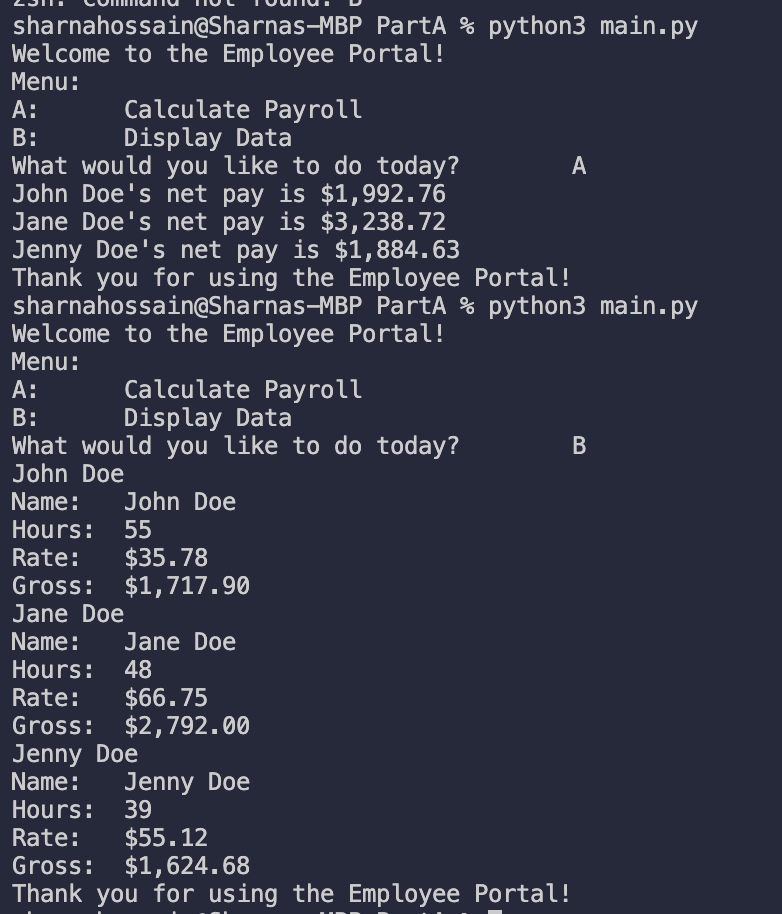 zsh: command not found: B
sharnahossain@Sharnas-MBP PartA % python3 main.py
Welcome to the Employee Portal!
Menu:
A:      Calculate Payroll
B:      Display Data
What would you like to do today?        A
John Doe's net pay is $1,992.76
Jane Doe's net pay is $3,238.72
Jenny Doe's net pay is $1,884.63
Thank you for using the Employee Portal!
sharnahossain@Sharnas-MBP PartA % python3 main.py
Welcome to the Employee Portal!
Menu:
A:      Calculate Payroll
B:      Display Data
What would you like to do today?        B
John Doe
Name:   John Doe
Hours:  55
Rate:   $35.78
Gross:  $1,717.90
Jane Doe
Name:   Jane Doe
Hours:  48
Rate:   $66.75
Gross:  $2,792.00
Jenny Doe
Name:   Jenny Doe
Hours:  39
Rate:   $55.12
Gross:  $1,624.68
Thank you for using the Employee Portal!